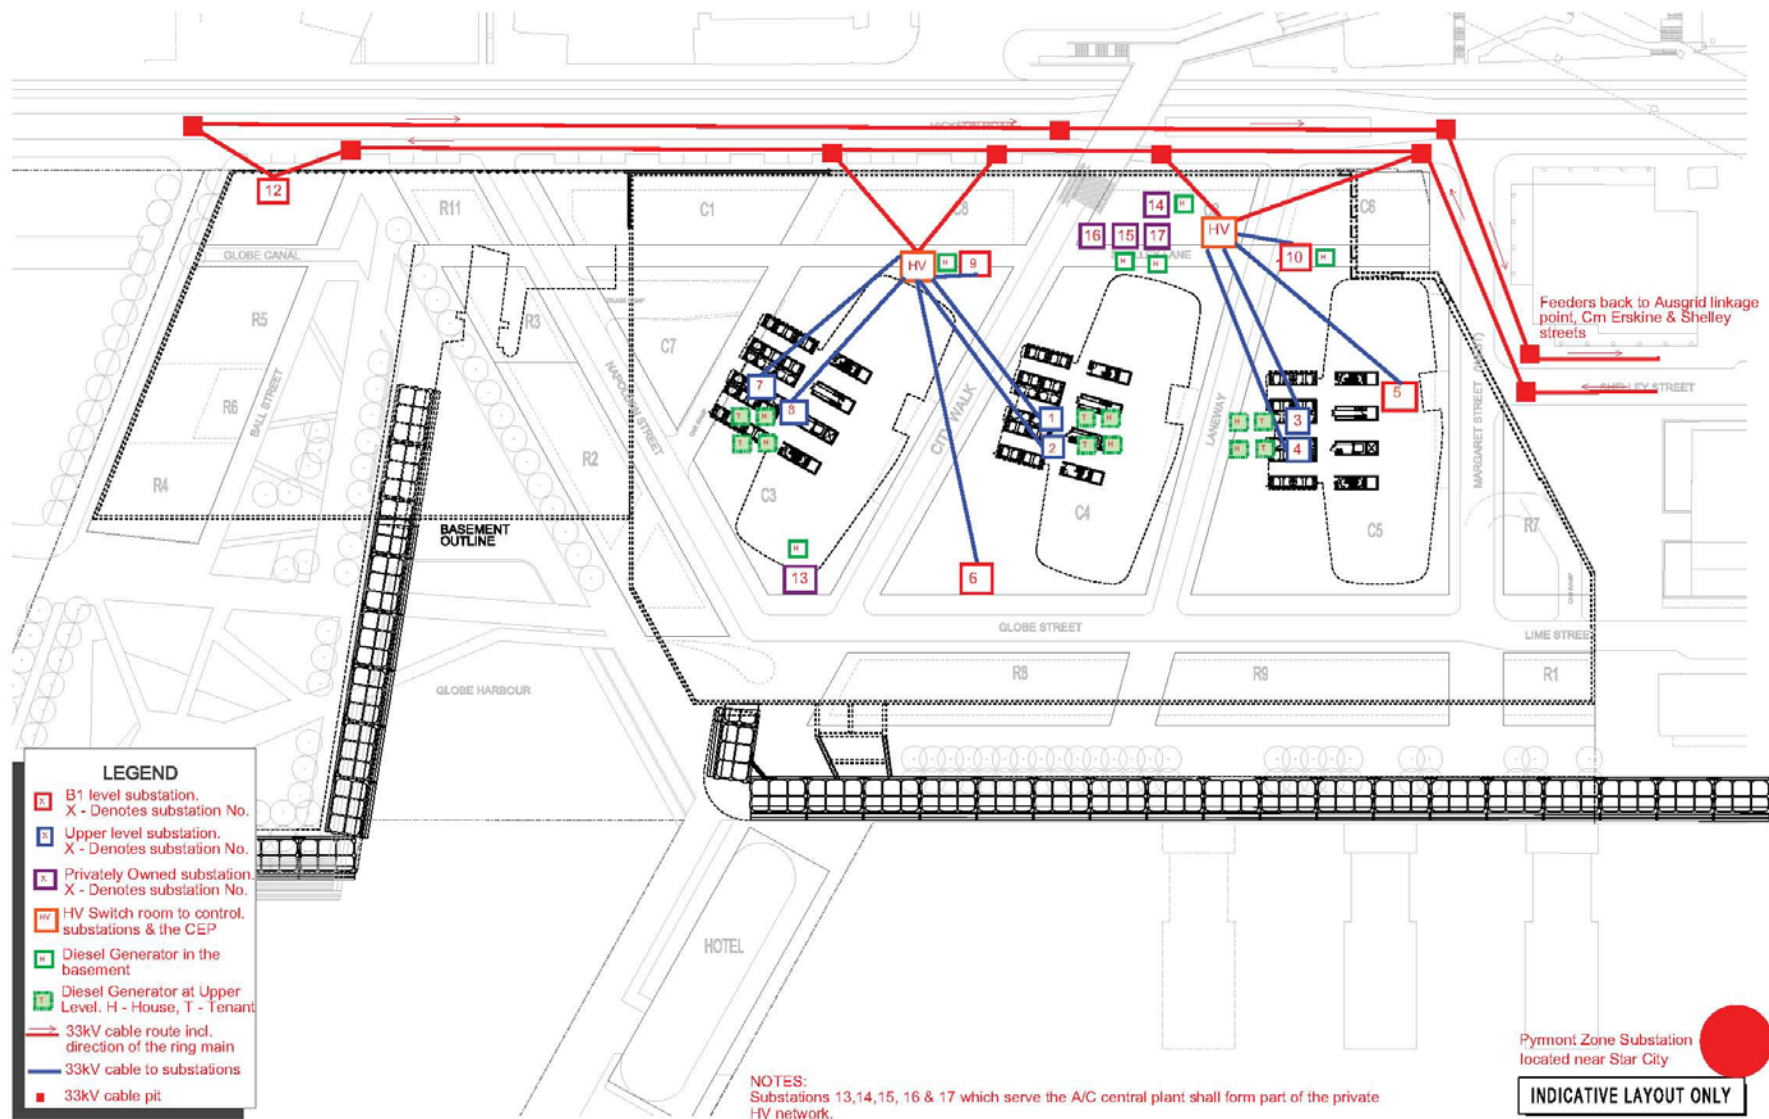 HICKSON ROAD
12
R11
C1
C8
14
H
C6
16
15
17
HV
SHELLEY LANE
H
H
10
H
GLOBE CANAL
HV
H
9
R5
R3
C7
Feeders back to Ausgrid linkage
point, Crn Erskine & Shelley
streets
SHELLEY STREET
BALL STREET
NAPOLEON STREET
CITY WALK
LANEWAY
MARGARET STREET (WEST)
R6
7
8
T
H
T
H
1
2
T
H
T
H
H
T
H
T
3
4
5
R2
R4
C3
C4
C5
R7
BASEMENT
OUTLINE
H
13
6
GLOBE STREET
LIME STREET
GLOBE HARBOUR
R8
R9
R1
HOTEL
LEGEND
X B1 level substation.
X - Denotes substation No.
X Upper level substation.
X - Denotes substation No.
X Privately Owned substation.
X - Denotes substation No.
HV HV Switch room to control.
substations & the CEP
H Diesel Generator in the
basement
T Diesel Generator at Upper
Level. H - House, T - Tenant
33kV cable route incl.
direction of the ring main
33kV cable to substations
33kV cable pit
NOTES:
Substations 13,14,15, 16 & 17 which serve the A/C central plant shall form part of the private
HV network.
Pyrmont Zone Substation
located near Star City
INDICATIVE LAYOUT ONLY